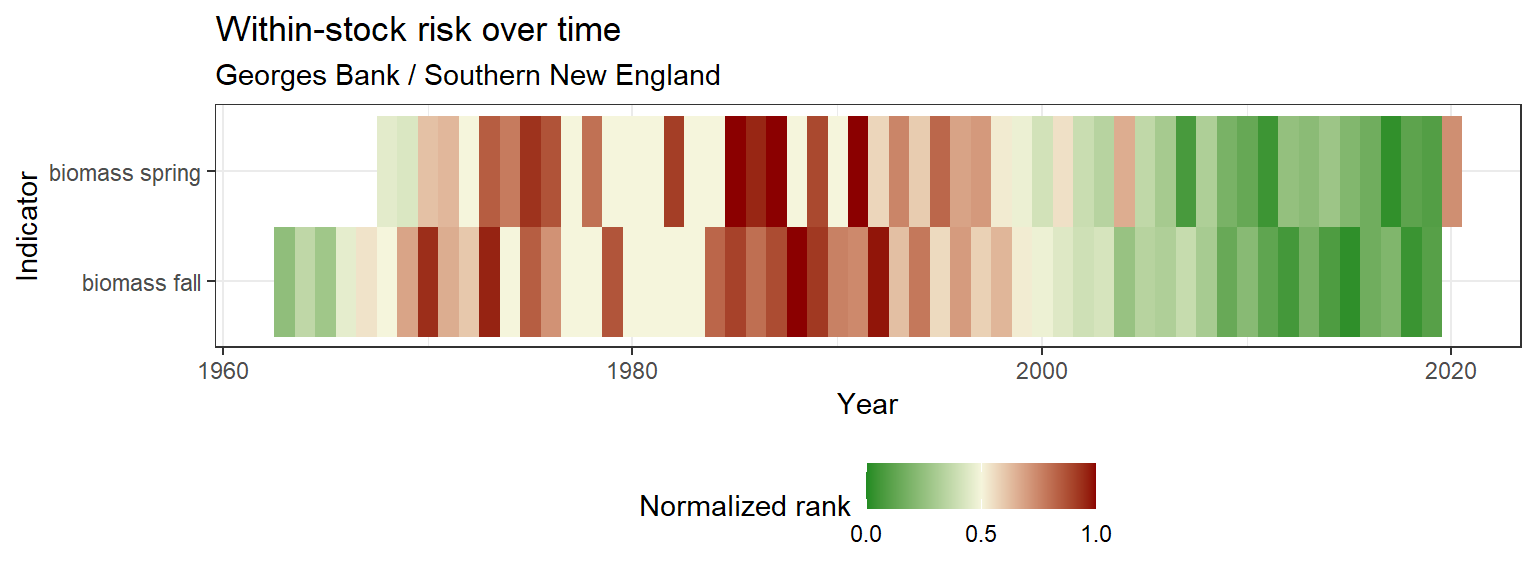 Within-stock risk over time
Georges Bank / Southern New England
Indicator
biomass spring
biomass fall
1960 1980 2000 2020
Year
Normalized rank
0.0 0.5 1.0